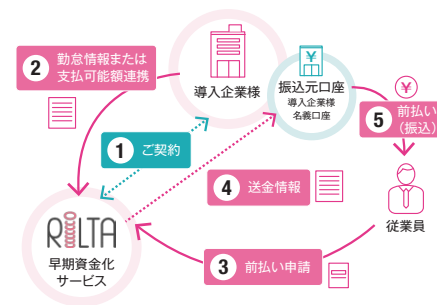 2 勤怠情報または
支払可能額連携
導入企業様
¥
振込元口座
導入企業様
名義口座
¥
5 前払い
(振込)
1 ご契約
4 送金情報
従業員
RiLTA
早期資金化
サービス
3 前払い申請